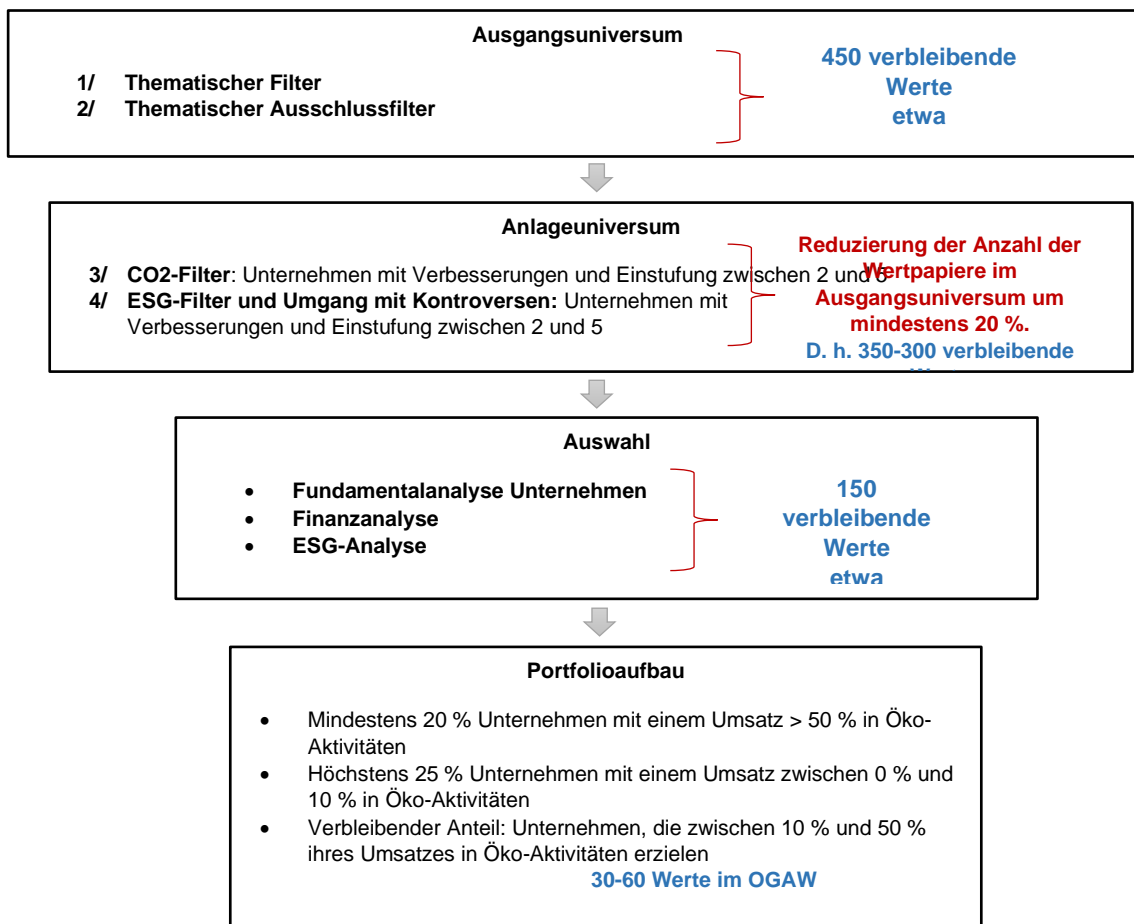 Ausgangsuniversum
1/ Thematischer Filter
2/ Thematischer Ausschlussfilter
450 verbleibende
Werte
etwa
Anlageuniversum
3/ CO2-Filter: Unternehmen mit Verbesserungen und Einstufung zwischen 2 und 5
4/ ESG-Filter und Umgang mit Kontroversen: Unternehmen mit
Verbesserungen und Einstufung zwischen 2 und 5
Reduzierung der Anzahl der
Wertpapiere im
Ausgangsuniversum um
mindestens 20 %.
D. h. 350-300 verbleibende
Auswahl
• Fundamentalanalyse Unternehmen
• Finanzanalyse
• ESG-Analyse
150
verbleibende
Werte
etwa
Portfolioaufbau
• Mindestens 20 % Unternehmen mit einem Umsatz > 50 % in Öko-
Aktivitäten
• Höchstens 25 % Unternehmen mit einem Umsatz zwischen 0 % und
10 % in Öko-Aktivitäten
• Verbleibender Anteil: Unternehmen, die zwischen 10 % und 50 %
ihres Umsatzes in Öko-Aktivitäten erzielen
30-60 Werte im OGAW